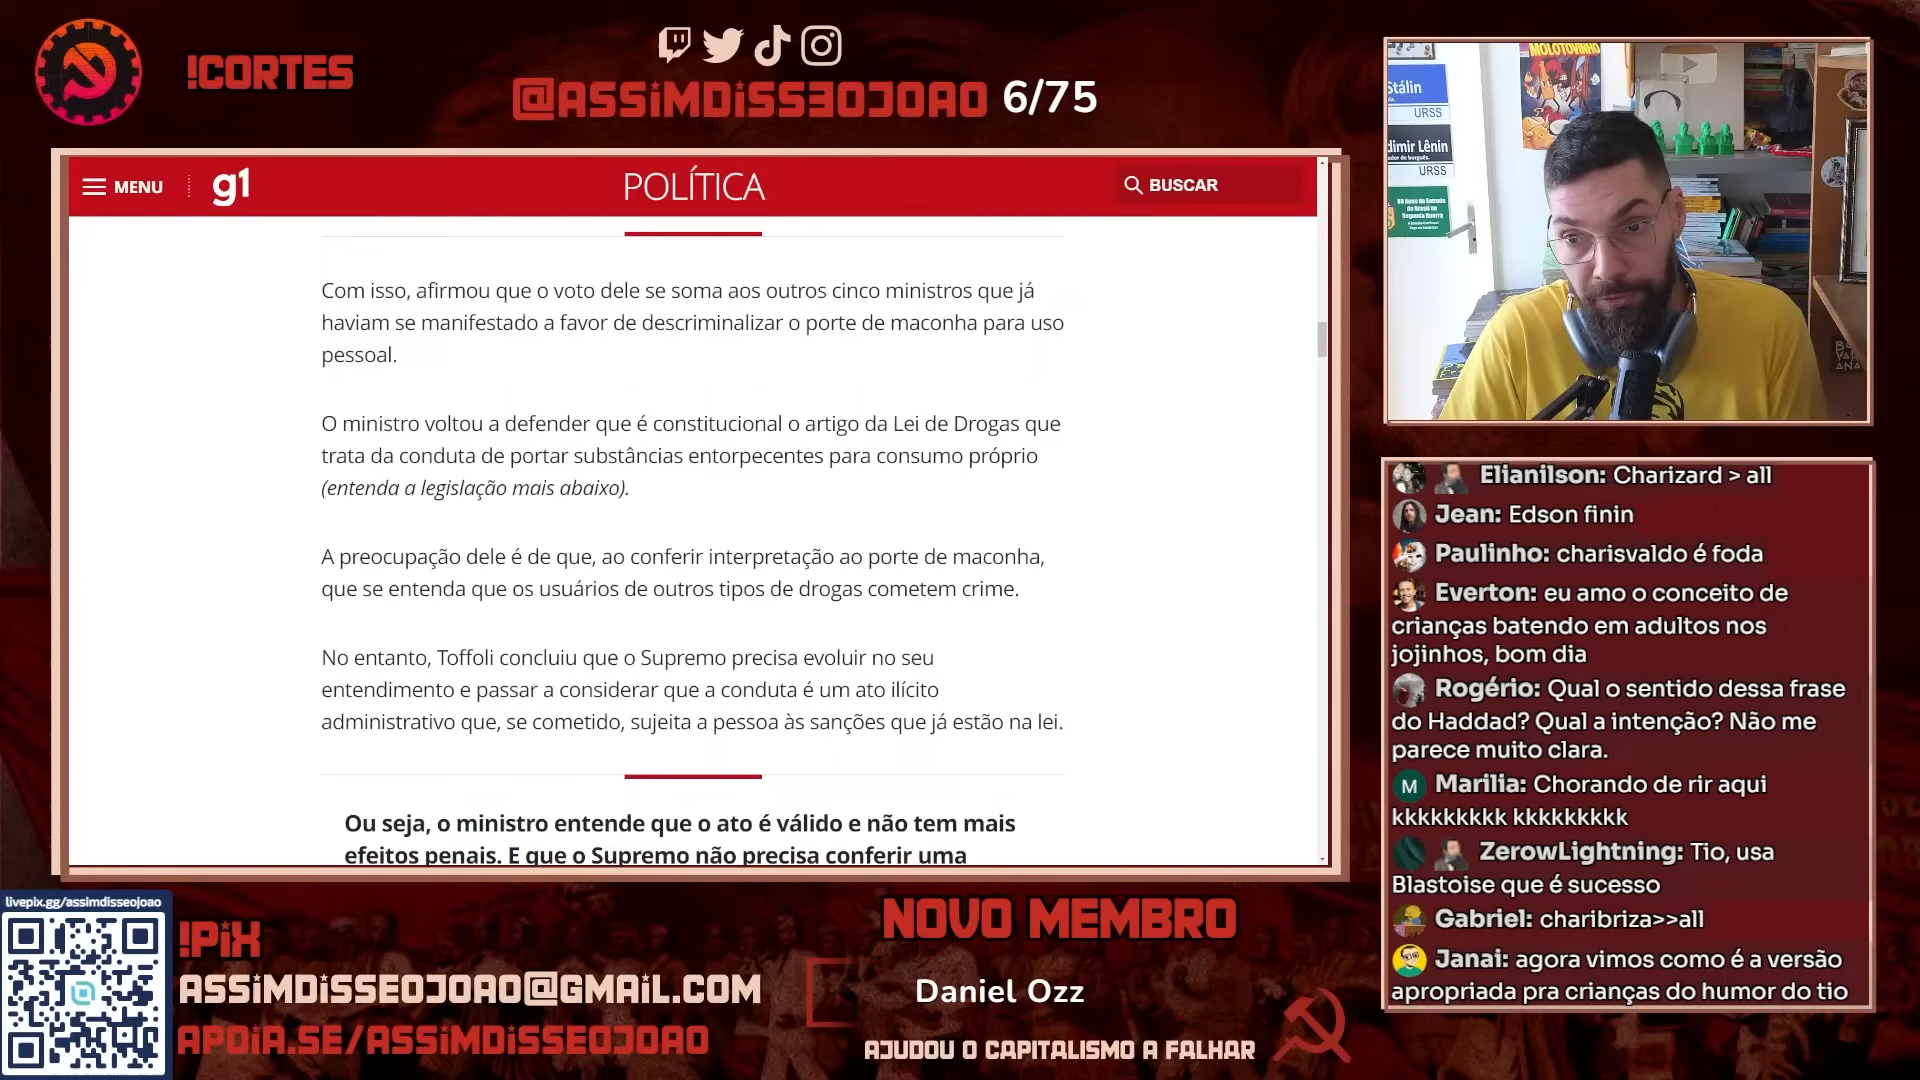 !CORTES
@ASSIMDISSEOJOAO 6/75
MENU
g1
POLÍTICA
BUSCAR
Com isso, afirmou que o voto dele se soma aos outros cinco ministros que já
haviam se manifestado a favor de descriminalizar o porte de maconha para uso
pessoal.
O ministro voltou a defender que é constitucional o artigo da Lei de Drogas que
trata da conduta de portar substâncias entorpecentes para consumo próprio
(entenda a legislação mais abaixo).
A preocupação dele é de que, ao conferir interpretação ao porte de maconha,
que se entenda que os usuários de outros tipos de drogas cometem crime.
No entanto, Toffoli concluiu que o Supremo precisa evoluir no seu
entendimento e passar a considerar que a conduta é um ato ilícito
administrativo que, se cometido, sujeita a pessoa às sanções que já estão na lei.
Ou seja, o ministro entende que o ato é válido e não tem mais
efeitos penais. E que o Supremo não precisa conferir uma
MOLOTOVINHO
Stálin
URSS
dimir Lênin
URSS
Elianilson: Charizard > all
Jean: Edson finin
Paulinho: charisvaldo é foda
Everton: eu amo o conceito de
crianças batendo em adultos nos
jojinhos, bom dia
Rogério: Qual o sentido dessa frase
do Haddad? Qual a intenção? Não me
parece muito clara.
M Marilia: Chorando de rir aqui
kkkkkkkkk kkkkkkkkk
ZerowLightning: Tio, usa
Blastoise que é sucesso
Gabriel: charibriza>>all
Janai: agora vimos como é a versão
apropriada pra crianças do humor do tio
livepix.gg/assimdisseojoao
!PIX
ASSIMDISSEOJOAO@GMAIL.COM
APOIA.SE/ASSIMDISSEOJOAO
NOVO MEMBRO
Daniel Ozz
AJUDOU O CAPITALISMO A FALHAR